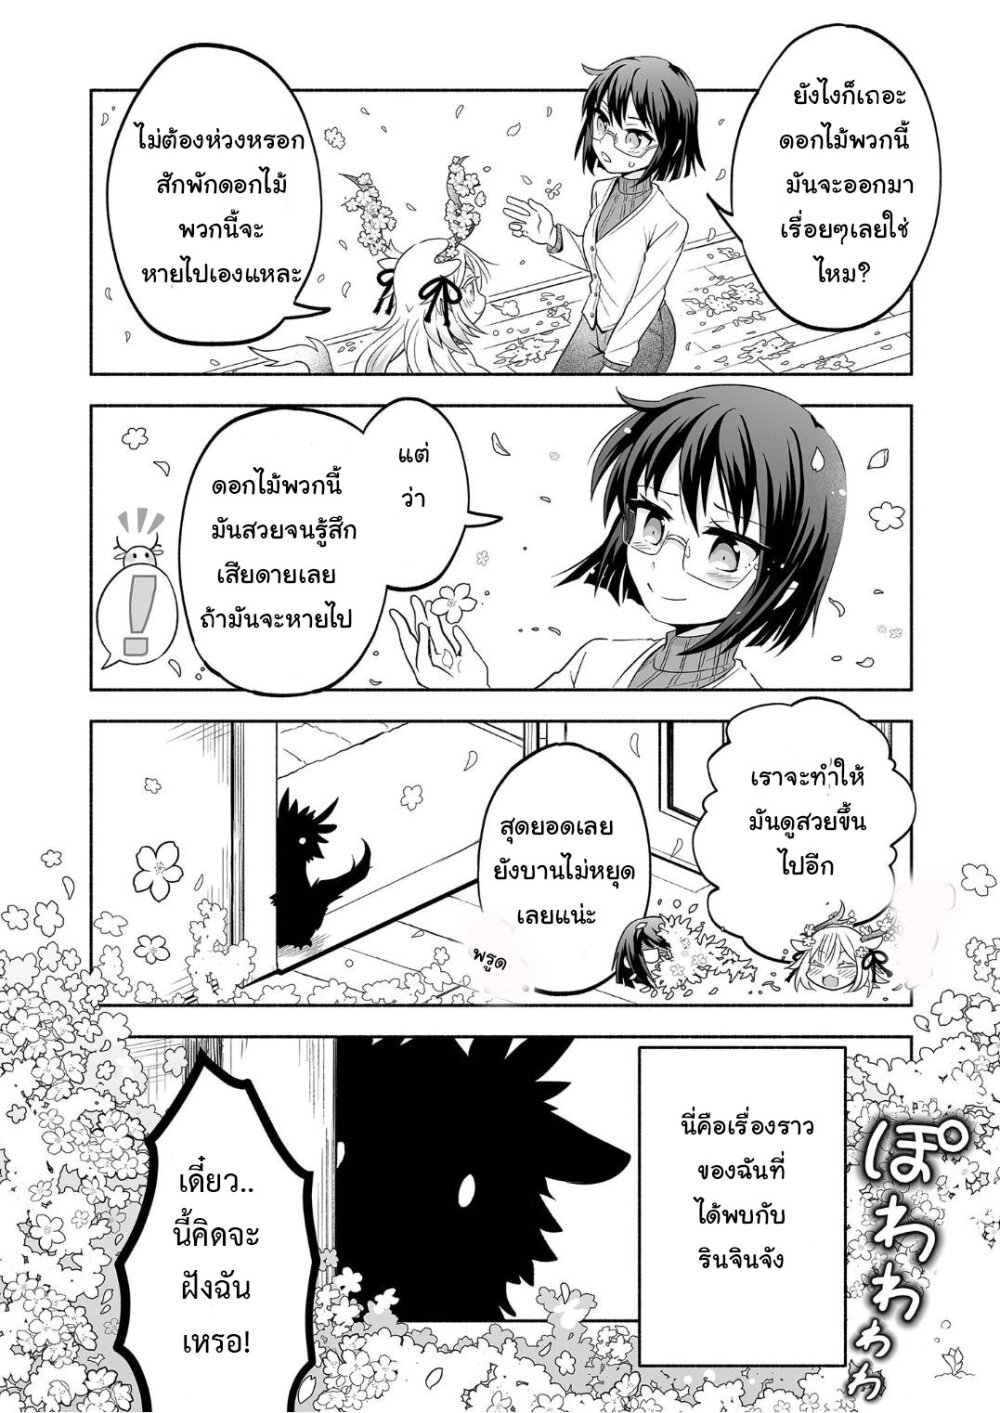 ยังไงก็เถอะ
ดอกไม้พวกนี้
มันจะออกมา
เรื่อยๆเลยใช่
ไหม?
ไม่ต้องห่วงหรอก
สักพักดอกไม้
พวกนี้จะ
หายไปเองแหละ
แต่
ว่า
ดอกไม้พวกนี้
มันสวยจนรู้สึก
เสียดายเลย
ถ้ามันจะหายไป
!
เราจะทำให้
มันดูสวยขึ้น
ไปอีก
สุดยอดเลย
ยังบานไม่หยุด
เลยแน่ะ
พรูด
นี่คือเรื่องราว
ของฉันที่
ได้พบกับ
รินจินจัง
ぽわわわわわ
เดี๋ยว..
นี้คิดจะ
ฝังฉัน
เหรอ!